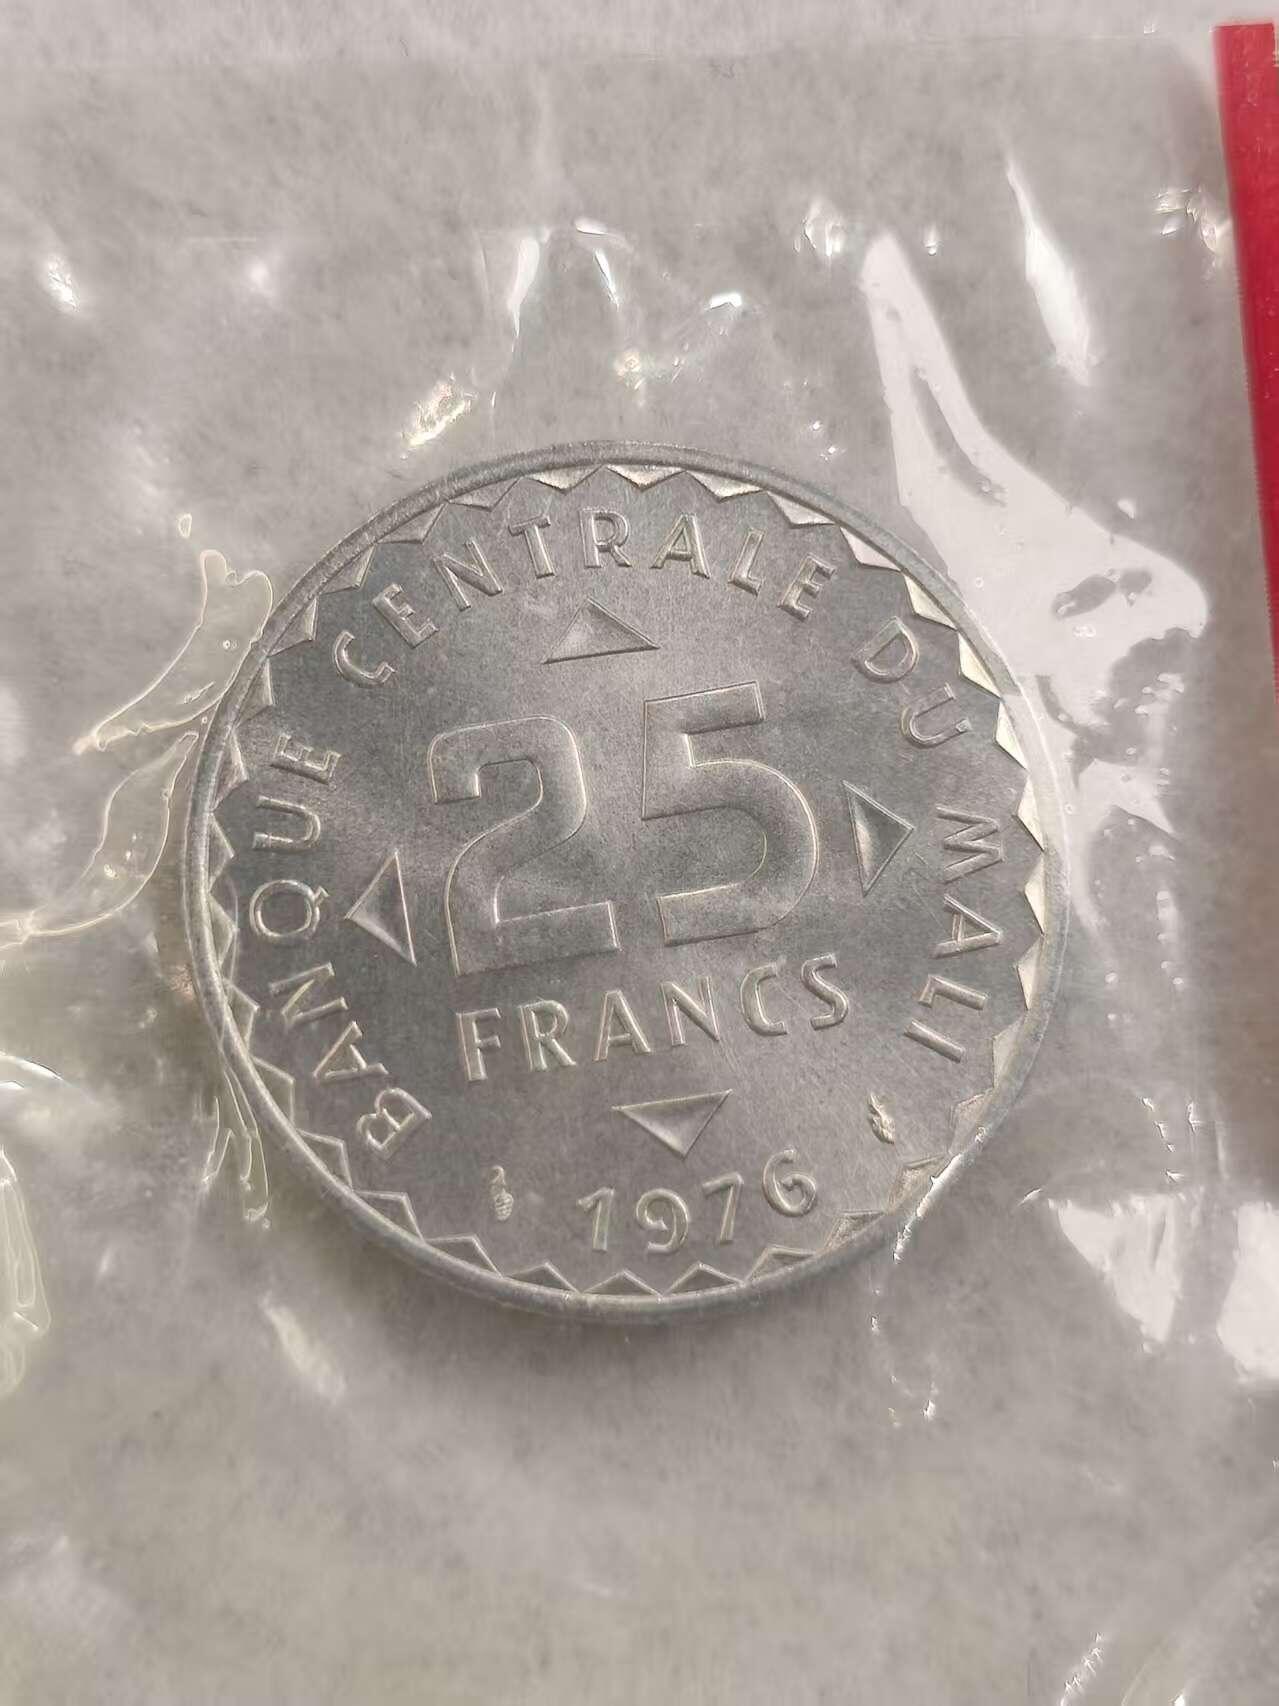 BANQUE CENTRALE DU MALI
25
FRANCS
1976